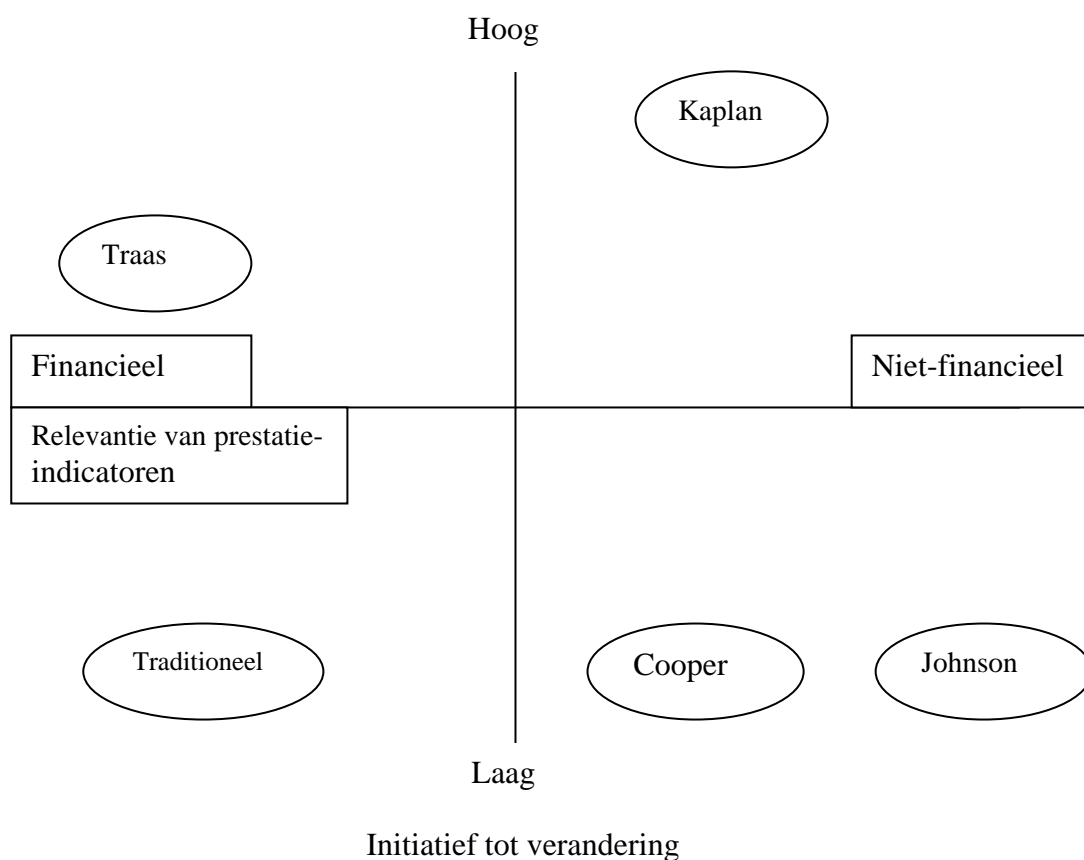 Hoog
Kaplan
Traas
Financieel
Niet-financieel
Relevantie van prestatie-
indicatoren
Traditioneel
Cooper
Johnson
Laag
Initiatief tot verandering